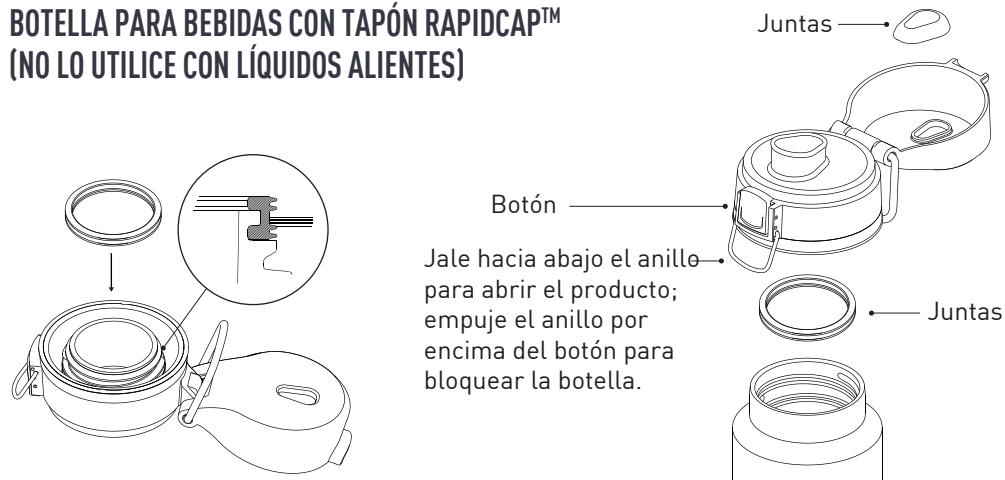 BOTELLA PARA BEBIDAS CON TAPÓN RAPIDCAP™
(NO LO UTILICE CON LÍQUIDOS ALIENTES)
Juntas
Botón
Jale hacia abajo el anillo
para abrir el producto;
empuje el anillo por
encima del botón para
bloquear la botella.
Juntas